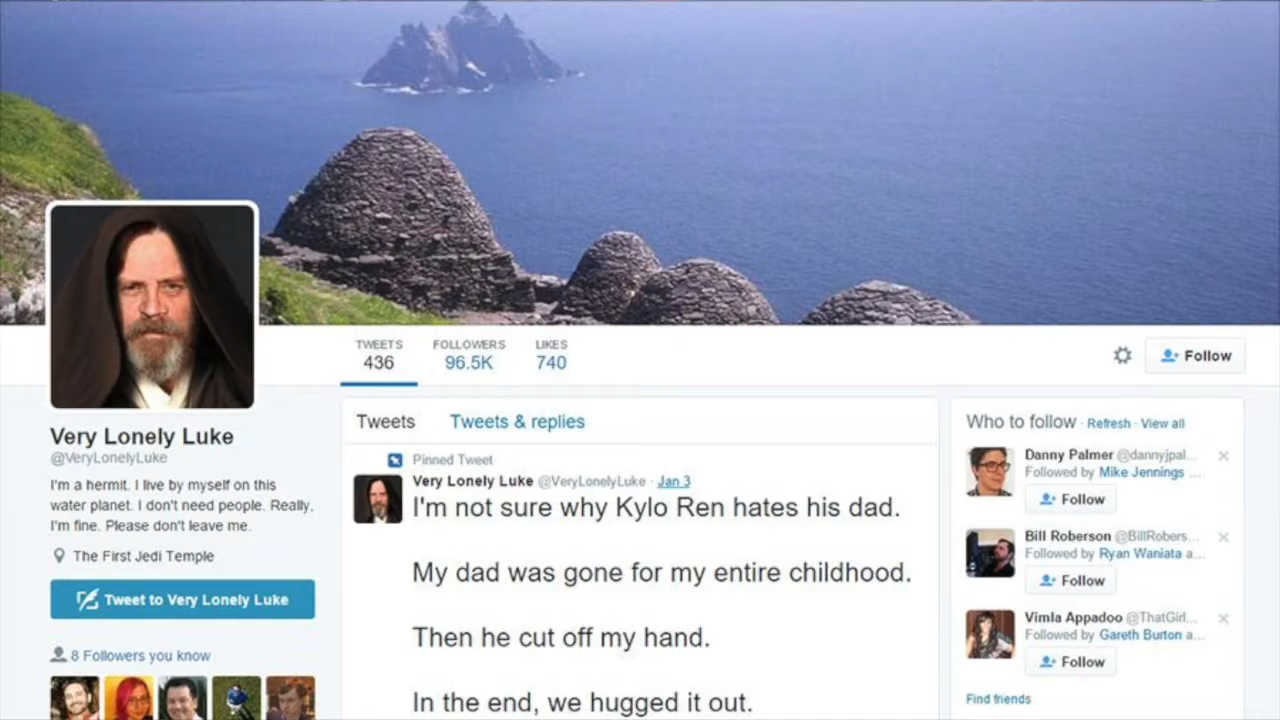 TWEETS
436
FOLLOWERS
96.5K
LIKES
740
Follow
Very Lonely Luke
@VeryLonelyLuke
I'm a hermit. I live by myself on this
water planet. I don't need people. Really,
I'm fine. Please don't leave me.
The First Jedi Temple
Tweet to Very Lonely Luke
8 Followers you know
Tweets
Tweets & replies
Pinned Tweet
Very Lonely Luke @VeryLonelyLuke · Jan 3
I'm not sure why Kylo Ren hates his dad.
My dad was gone for my entire childhood.
Then he cut off my hand.
In the end, we hugged it out.
Who to follow · Refresh · View all
Danny Palmer @dannyjpal...
Followed by Mike Jennings ...
Follow
Bill Roberson @BillRobers...
Followed by Ryan Waniata a...
Follow
Vimla Appadoo @ThatGirl...
Followed by Gareth Burton a...
Follow
Find friends